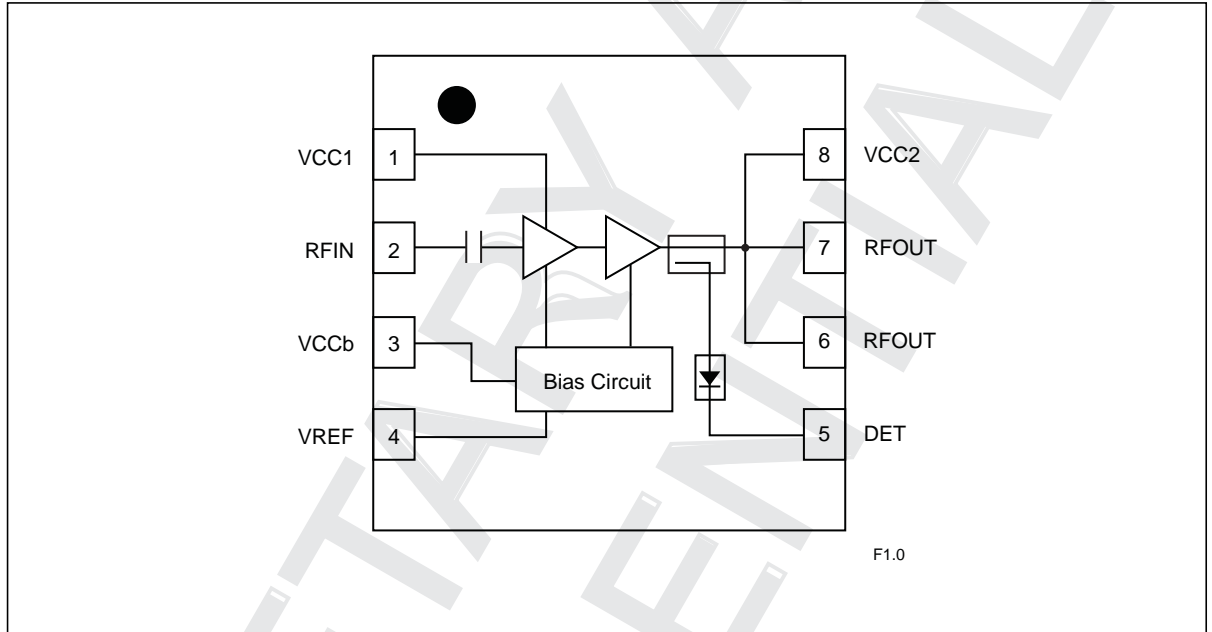 VCC1 1
RFIN 2
VCCb 3
VREF 4
Bias Circuit
8 VCC2
7 RFOUT
6 RFOUT
5 DET
F1.0